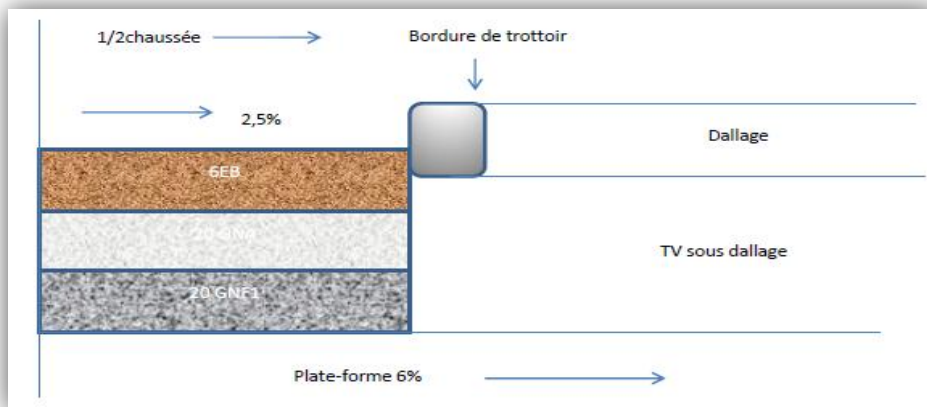 1/2chaussée
Bordure de trottoir
2,5%
Dallage
6EB
TV sous dallage
20 GNF1
Plate-forme 6%